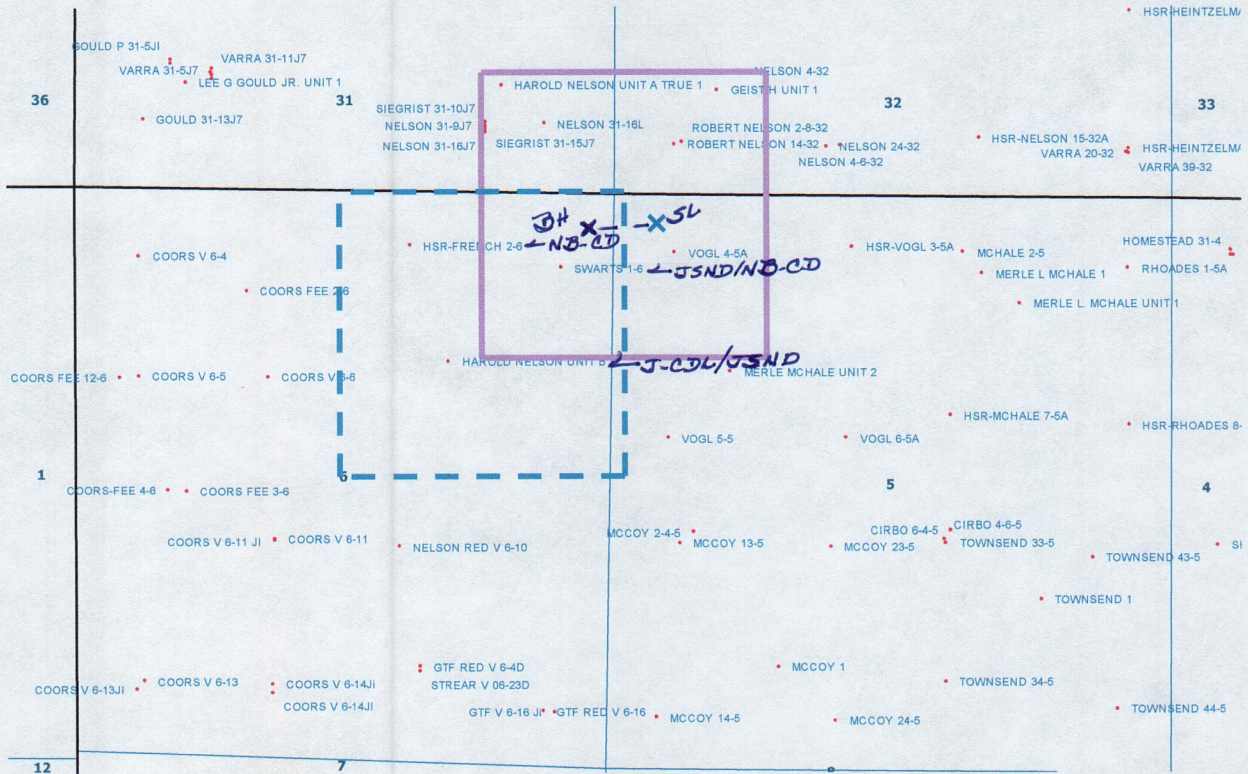 HSR-HEINTZELMA
GOULD P 31-5JI
VARRA 31-11J7
VARRA 31-5J7
LEE G GOULD JR. UNIT 1
NELSON 4-32
HAROLD NELSON UNIT A TRUE 1
GEIST H UNIT 1
36
31
32
33
SIEGRIST 31-10J7
GOULD 31-13J7
NELSON 31-9J7
NELSON 31-16L
ROBERT NELSON 2-8-32
NELSON 31-16J7
SIEGRIST 31-15J7
ROBERT NELSON 14-32
NELSON 24-32
NELSON 4-6-32
HSR-NELSON 15-32A
VARRA 20-32
HSR-HEINTZELMA
VARRA 39-32
BH
SL
HSR-FRENCH 2-6
NB-CD
COORS V 6-4
VOGL 4-5A
HSR-VOGL 3-5A
MCHALE 2-5
HOMESTEAD 31-4
SWARTS 1-6
JSND/NB-CD
MERLE L MCHALE 1
RHOADES 1-5A
COORS FEE 2-6
MERLE L. MCHALE UNIT 1
HAROLD NELSON UNIT B
J-CDL/JSND
COORS FEE 12-6
COORS V 6-5
COORS V 6-6
MERLE MCHALE UNIT 2
HSR-MCHALE 7-5A
HSR-RHOADES 8-
VOGL 5-5
VOGL 6-5A
1
6
5
4
COORS-FEE 4-6
COORS FEE 3-6
COORS V 6-11 JI
COORS V 6-11
NELSON RED V 6-10
MCCOY 2-4-5
MCCOY 13-5
MCCOY 23-5
CIRBO 6-4-5
CIRBO 4-6-5
TOWNSEND 33-5
TOWNSEND 43-5
TOWNSEND 1
GTF RED V 6-4D
STREAR V 06-23D
MCCOY 1
COORS V 6-13JI
COORS V 6-13
COORS V 6-14Ji
COORS V 6-14JI
TOWNSEND 34-5
GTF V 6-16 Ji
GTF RED V 6-16
MCCOY 14-5
MCCOY 24-5
TOWNSEND 44-5
12
7